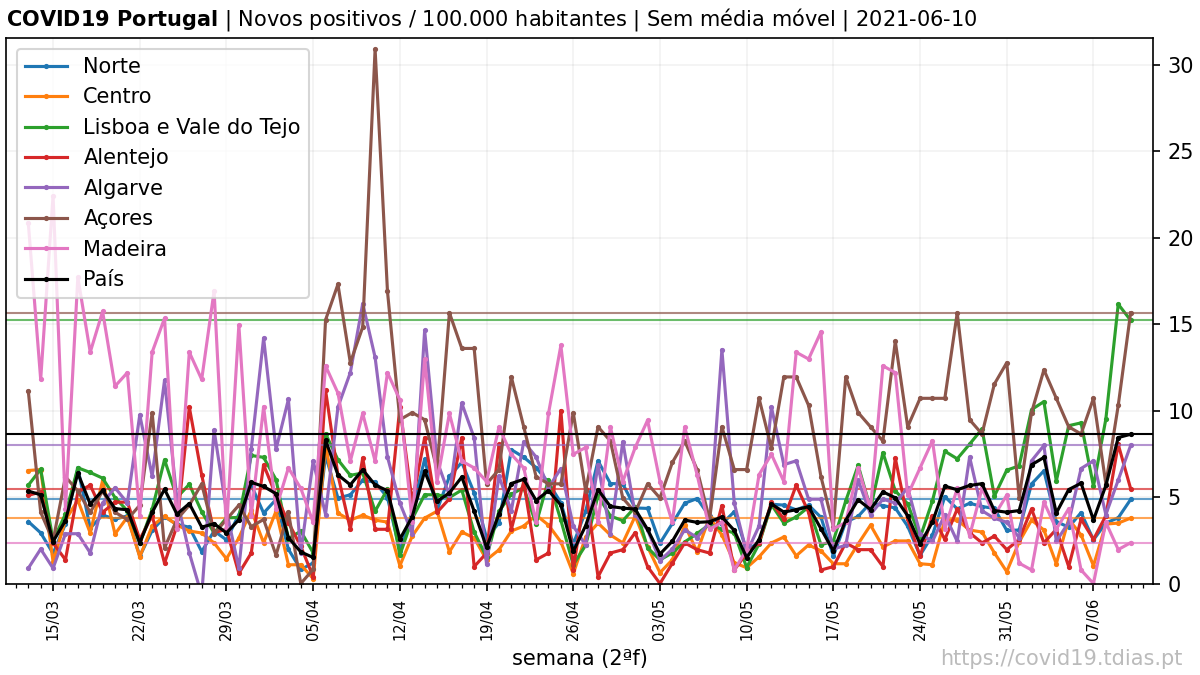 COVID19 Portugal | Novos positivos / 100.000 habitantes | Sem média móvel | 2021-06-10
Norte
Centro
Lisboa e Vale do Tejo
Alentejo
Algarve
Açores
Madeira
País
30
25
20
15
10
5
0
15/03
22/03
29/03
05/04
12/04
19/04
26/04
03/05
10/05
17/05
24/05
31/05
07/06
semana (2ªf)
https://covid19.tdias.pt